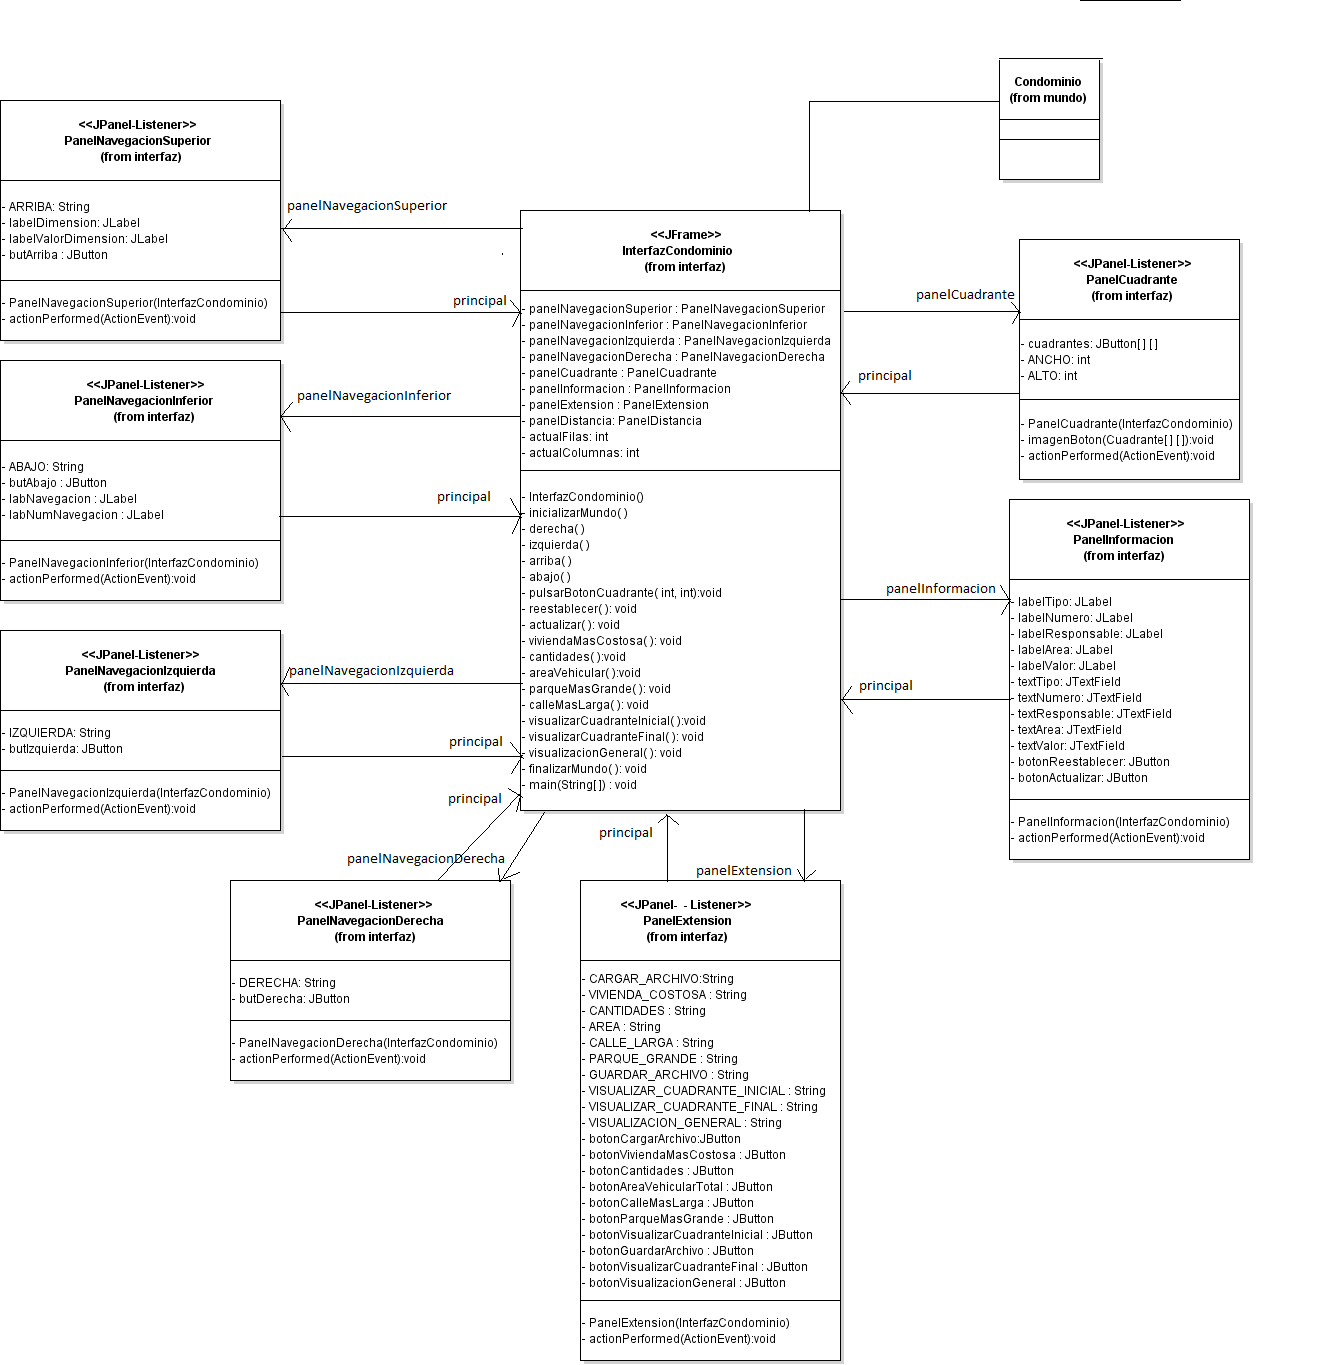 Condominio
(from mundo)
<<JPanel-Listener>>
PanelNavegacionSuperior
(from interfaz)
- ARRIBA: String
- labelDimension: JLabel
- labelValorDimension: JLabel
- butArriba : JButton
- PanelNavegacionSuperior(InterfazCondominio)
- actionPerformed(ActionEvent):void
panelNavegacionSuperior
principal
<<JPanel-Listener>>
PanelNavegacionInferior
(from interfaz)
- ABAJO: String
- butAbajo : JButton
- labNavegacion : JLabel
- labNumNavegacion : JLabel
- PanelNavegacionInferior(InterfazCondominio)
- actionPerformed(ActionEvent):void
panelNavegacionInferior
principal
<<JPanel-Listener>>
PanelNavegacionIzquierda
(from interfaz)
- IZQUIERDA: String
- butIzquierda: JButton
- PanelNavegacionIzquierda(InterfazCondominio)
- actionPerformed(ActionEvent):void
panelNavegacionIzquierda
principal
<<JFrame>>
InterfazCondominio
(from interfaz)
- panelNavegacionSuperior : PanelNavegacionSuperior
- panelNavegacionInferior : PanelNavegacionInferior
- panelNavegacionIzquierda : PanelNavegacionIzquierda
- panelNavegacionDerecha : PanelNavegacionDerecha
- panelCuadrante : PanelCuadrante
- panelInformacion : PanelInformacion
- panelExtension : PanelExtension
- panelDistancia: PanelDistancia
- actualFilas: int
- actualColumnas: int
- InterfazCondominio()
- inicializarMundo( )
- derecha( )
- izquierda( )
- arriba( )
- abajo( )
- pulsarBotonCuadrante( int, int):void
- reestablecer( ): void
- actualizar( ): void
- viviendaMasCostosa( ): void
- cantidades( ):void
- areaVehicular( ):void
- parqueMasGrande( ): void
- calleMasLarga( ): void
- visualizarCuadranteInicial( ):void
- visualizarCuadranteFinal( ): void
- visualizacionGeneral( ): void
- finalizarMundo( ): void
- main(String[ ]) : void
panelCuadrante
principal
<<JPanel-Listener>>
PanelCuadrante
(from interfaz)
- cuadrantes: JButton[ ] [ ]
- ANCHO: int
- ALTO: int
- PanelCuadrante(InterfazCondominio)
- imagenBoton(Cuadrante[ ] [ ]):void
- actionPerformed(ActionEvent):void
panelInformacion
principal
<<JPanel-Listener>>
PanelInformacion
(from interfaz)
- labelTipo: JLabel
- labelNumero: JLabel
- labelResponsable: JLabel
- labelArea: JLabel
- labelValor: JLabel
- textTipo: JTextField
- textNumero: JTextField
- textResponsable: JTextField
- textArea: JTextField
- textValor: JTextField
- botonReestablecer: JButton
- botonActualizar: JButton
- PanelInformacion(InterfazCondominio)
- actionPerformed(ActionEvent):void
principal
panelNavegacionDerecha
<<JPanel-Listener>>
PanelNavegacionDerecha
(from interfaz)
- DERECHA: String
- butDerecha: JButton
- PanelNavegacionDerecha(InterfazCondominio)
- actionPerformed(ActionEvent):void
principal
panelExtension
<<JPanel- - Listener>>
PanelExtension
(from interfaz)
- CARGAR_ARCHIVO:String
- VIVIENDA_COSTOSA : String
- CANTIDADES : String
- AREA : String
- CALLE_LARGA : String
- PARQUE_GRANDE : String
- GUARDAR_ARCHIVO : String
- VISUALIZAR_CUADRANTE_INICIAL : String
- VISUALIZAR_CUADRANTE_FINAL : String
- VISUALIZACION_GENERAL : String
- botonCargarArchivo:JButton
- botonViviendaMasCostosa : JButton
- botonCantidades : JButton
- botonAreaVehicularTotal : JButton
- botonCalleMasLarga : JButton
- botonParqueMasGrande : JButton
- botonVisualizarCuadranteInicial : JButton
- botonGuardarArchivo : JButton
- botonVisualizarCuadranteFinal : JButton
- botonVisualizacionGeneral : JButton
- PanelExtension(InterfazCondominio)
- actionPerformed(ActionEvent):void